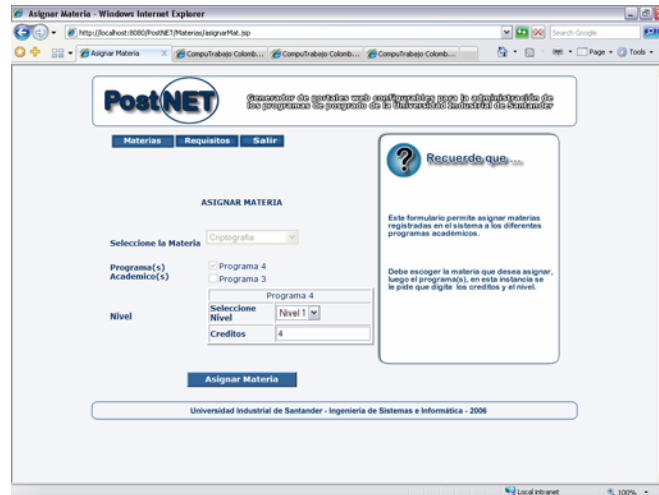 Asignar Materia - Windows Internet Explorer
http://localhost:8080/PostNET/Materias/asignarMat.jsp
Search Google
Asignar Materia
CompuTrabajo Colomb...
CompuTrabajo Colomb...
CompuTrabajo Colomb...
Page
Tools
PostNET
Generador de portales web configurables para la administración de
los programas de posgrado de la Universidad Industrial de Santander
Materias
Requisitos
Salir
Recuerde que ....
ASIGNAR MATERIA
Este formulario permite asignar materias
registradas en el sistema a los diferentes
programas académicos.
Seleccione la Materia
Criptografia
Debe escoger la materia que desea asignar,
luego el programa(s), en esta instancia se
le pide que digite los creditos y el nivel.
Programa(s)
Academico(s)
Programa 4
Programa 3
Programa 4
Nivel
Seleccione
Nivel
Nivel 1
Creditos
4
Asignar Materia
Universidad Industrial de Santander - Ingeniería de Sistemas e Informática - 2006
Local intranet
100%